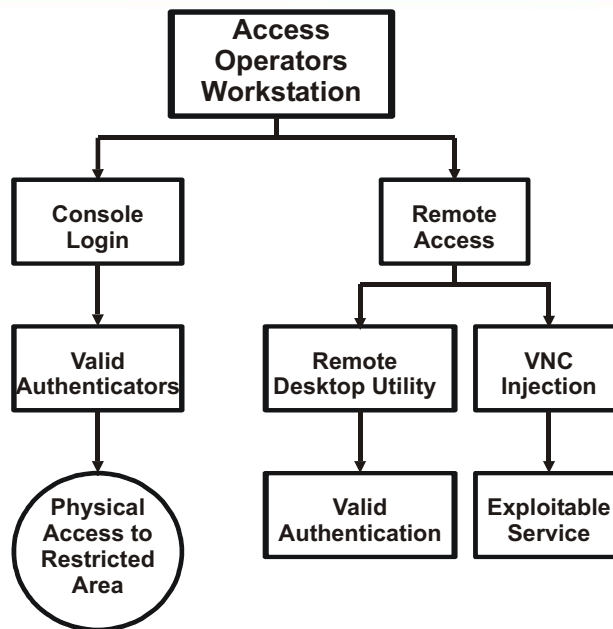 Access
Operators
Workstation
Console
Login
Remote
Access
Valid
Authenticators
Remote
Desktop Utility
VNC
Injection
Physical
Access to
Restricted
Area
Valid
Authentication
Exploitable
Service